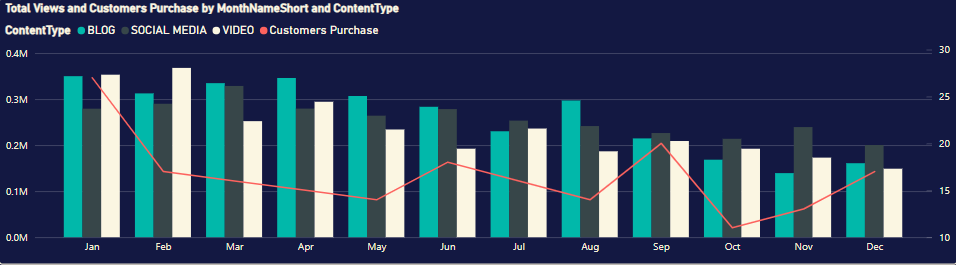 Total Views and Customers Purchase by MonthNameShort and ContentType
ContentType BLOG SOCIAL MEDIA VIDEO Customers Purchase
0.4M
0.3M
0.2M
0.1M
0.0M
30
25
20
15
10
Jan Feb Mar Apr May Jun Jul Aug Sep Oct Nov Dec